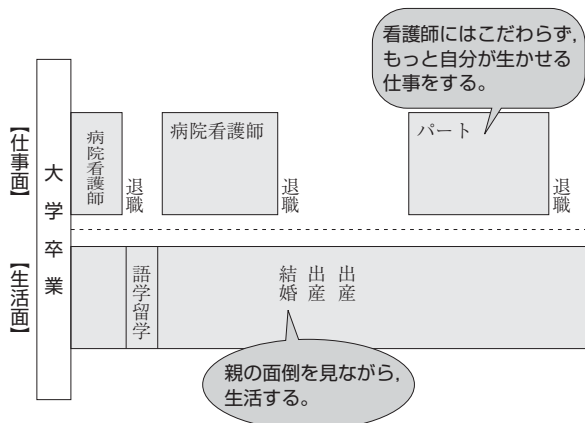 看護師にはこだわらず，
もっと自分が生かせる
仕事をする。
【仕事面】
大学卒業
病院看護師
退職
病院看護師
退職
パート
退職
【生活面】
語学留学
結婚
出産
出産
親の面倒を見ながら，
生活する。